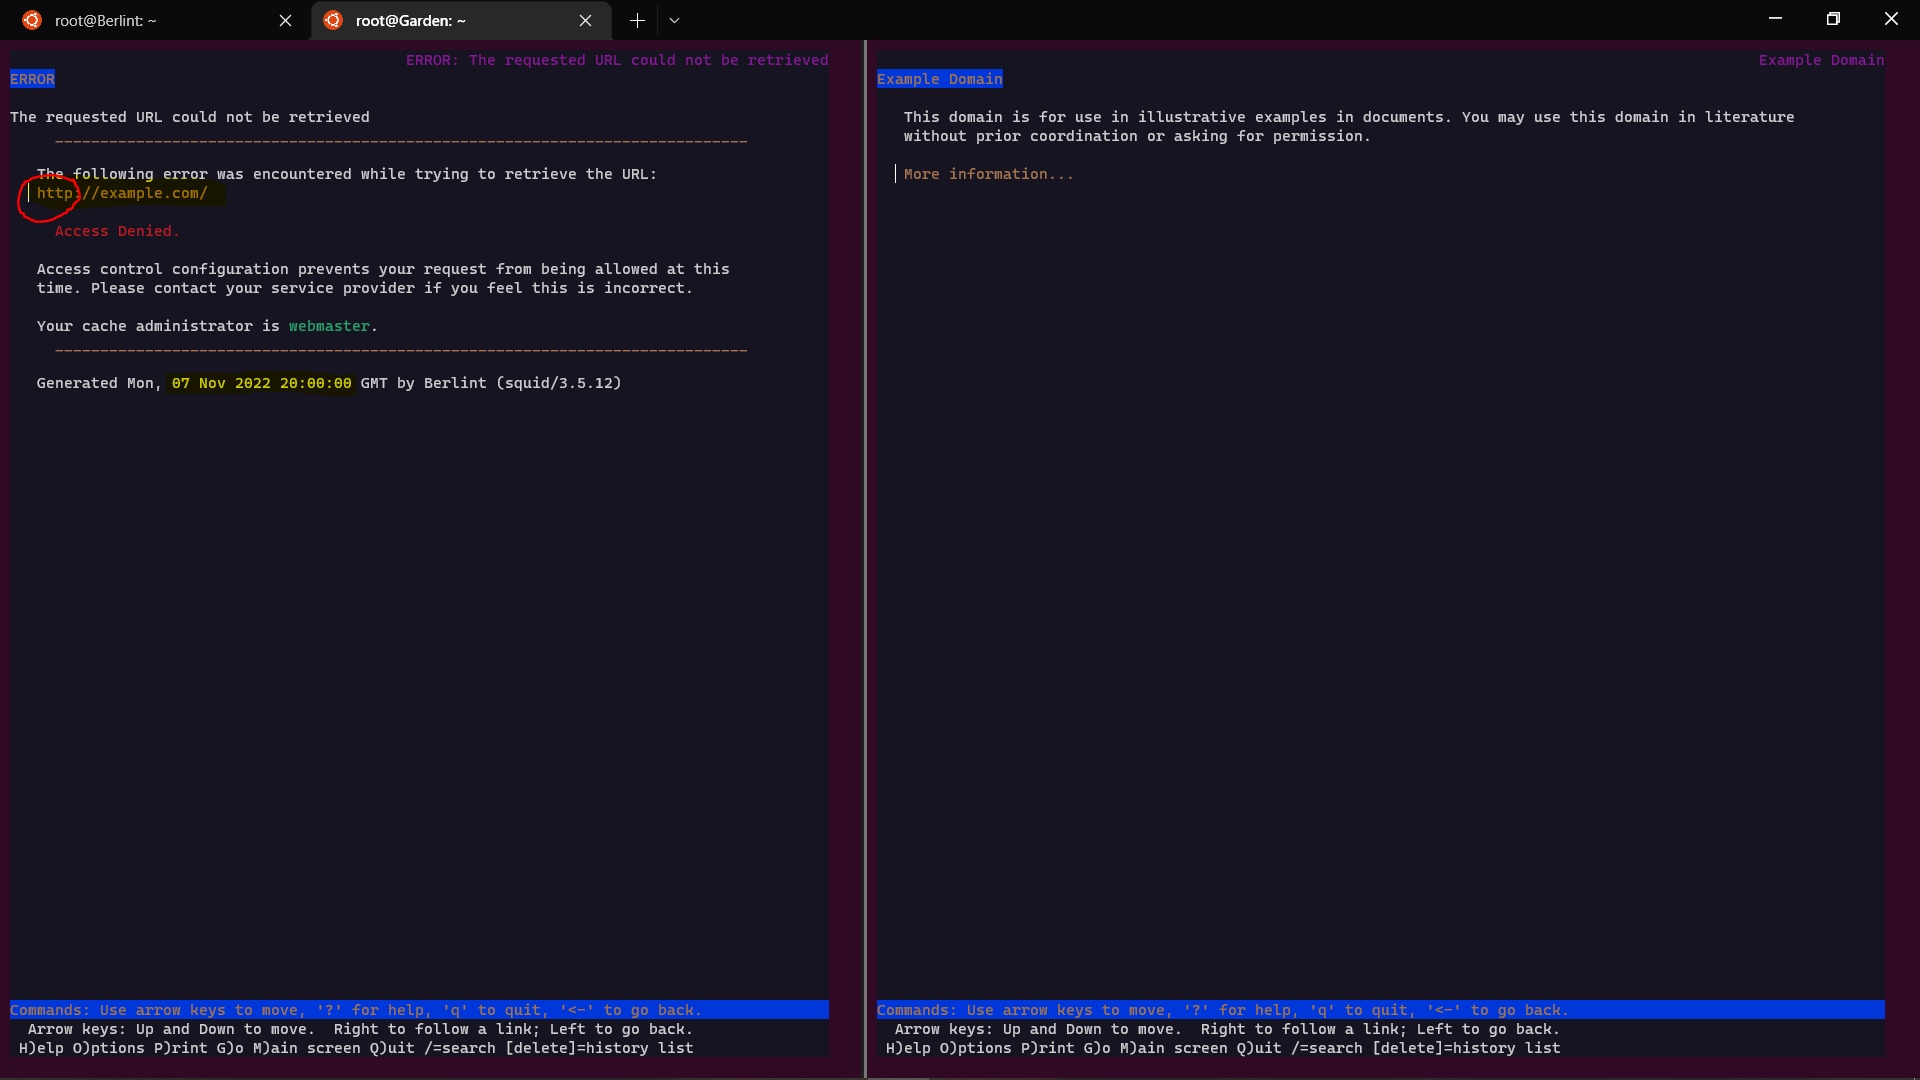 root@Berlint: ~
root@Garden: ~
ERROR: The requested URL could not be retrieved
ERROR
The requested URL could not be retrieved
The following error was encountered while trying to retrieve the URL:
http://example.com/
Access Denied.
Access control configuration prevents your request from being allowed at this
time. Please contact your service provider if you feel this is incorrect.
Your cache administrator is webmaster.
Generated Mon, 07 Nov 2022 20:00:00 GMT by Berlint (squid/3.5.12)
Commands: Use arrow keys to move, '?' for help, 'q' to quit, '<-' to go back.
Arrow keys: Up and Down to move.  Right to follow a link; Left to go back.
H)elp O)ptions P)rint G)o M)ain screen Q)uit /=search [delete]=history list
Example Domain
Example Domain
This domain is for use in illustrative examples in documents. You may use this domain in literature
without prior coordination or asking for permission.
More information...
Commands: Use arrow keys to move, '?' for help, 'q' to quit, '<-' to go back.
Arrow keys: Up and Down to move.  Right to follow a link; Left to go back.
H)elp O)ptions P)rint G)o M)ain screen Q)uit /=search [delete]=history list